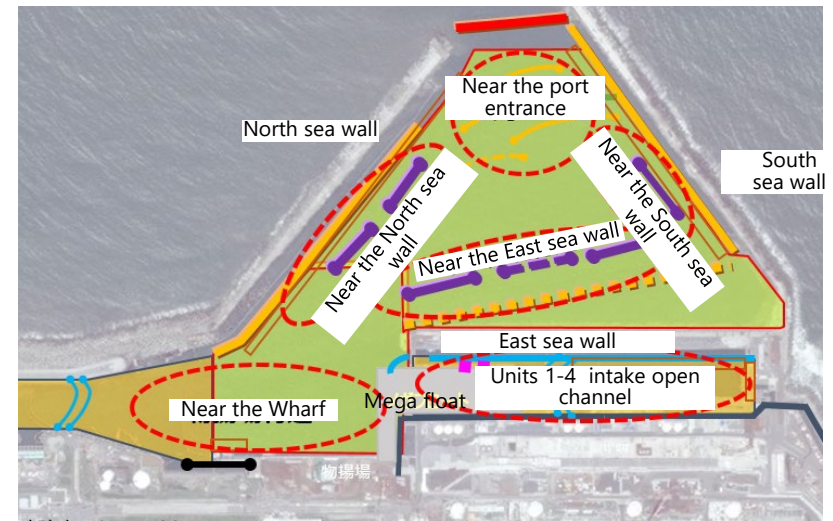 Near the port
entrance
North sea wall
South
sea wall
Near the North sea
wall
Near the South sea
wall
Near the East sea wall
East sea wall
Units 1-4 intake open
channel
Mega float
Near the Wharf
物揚場